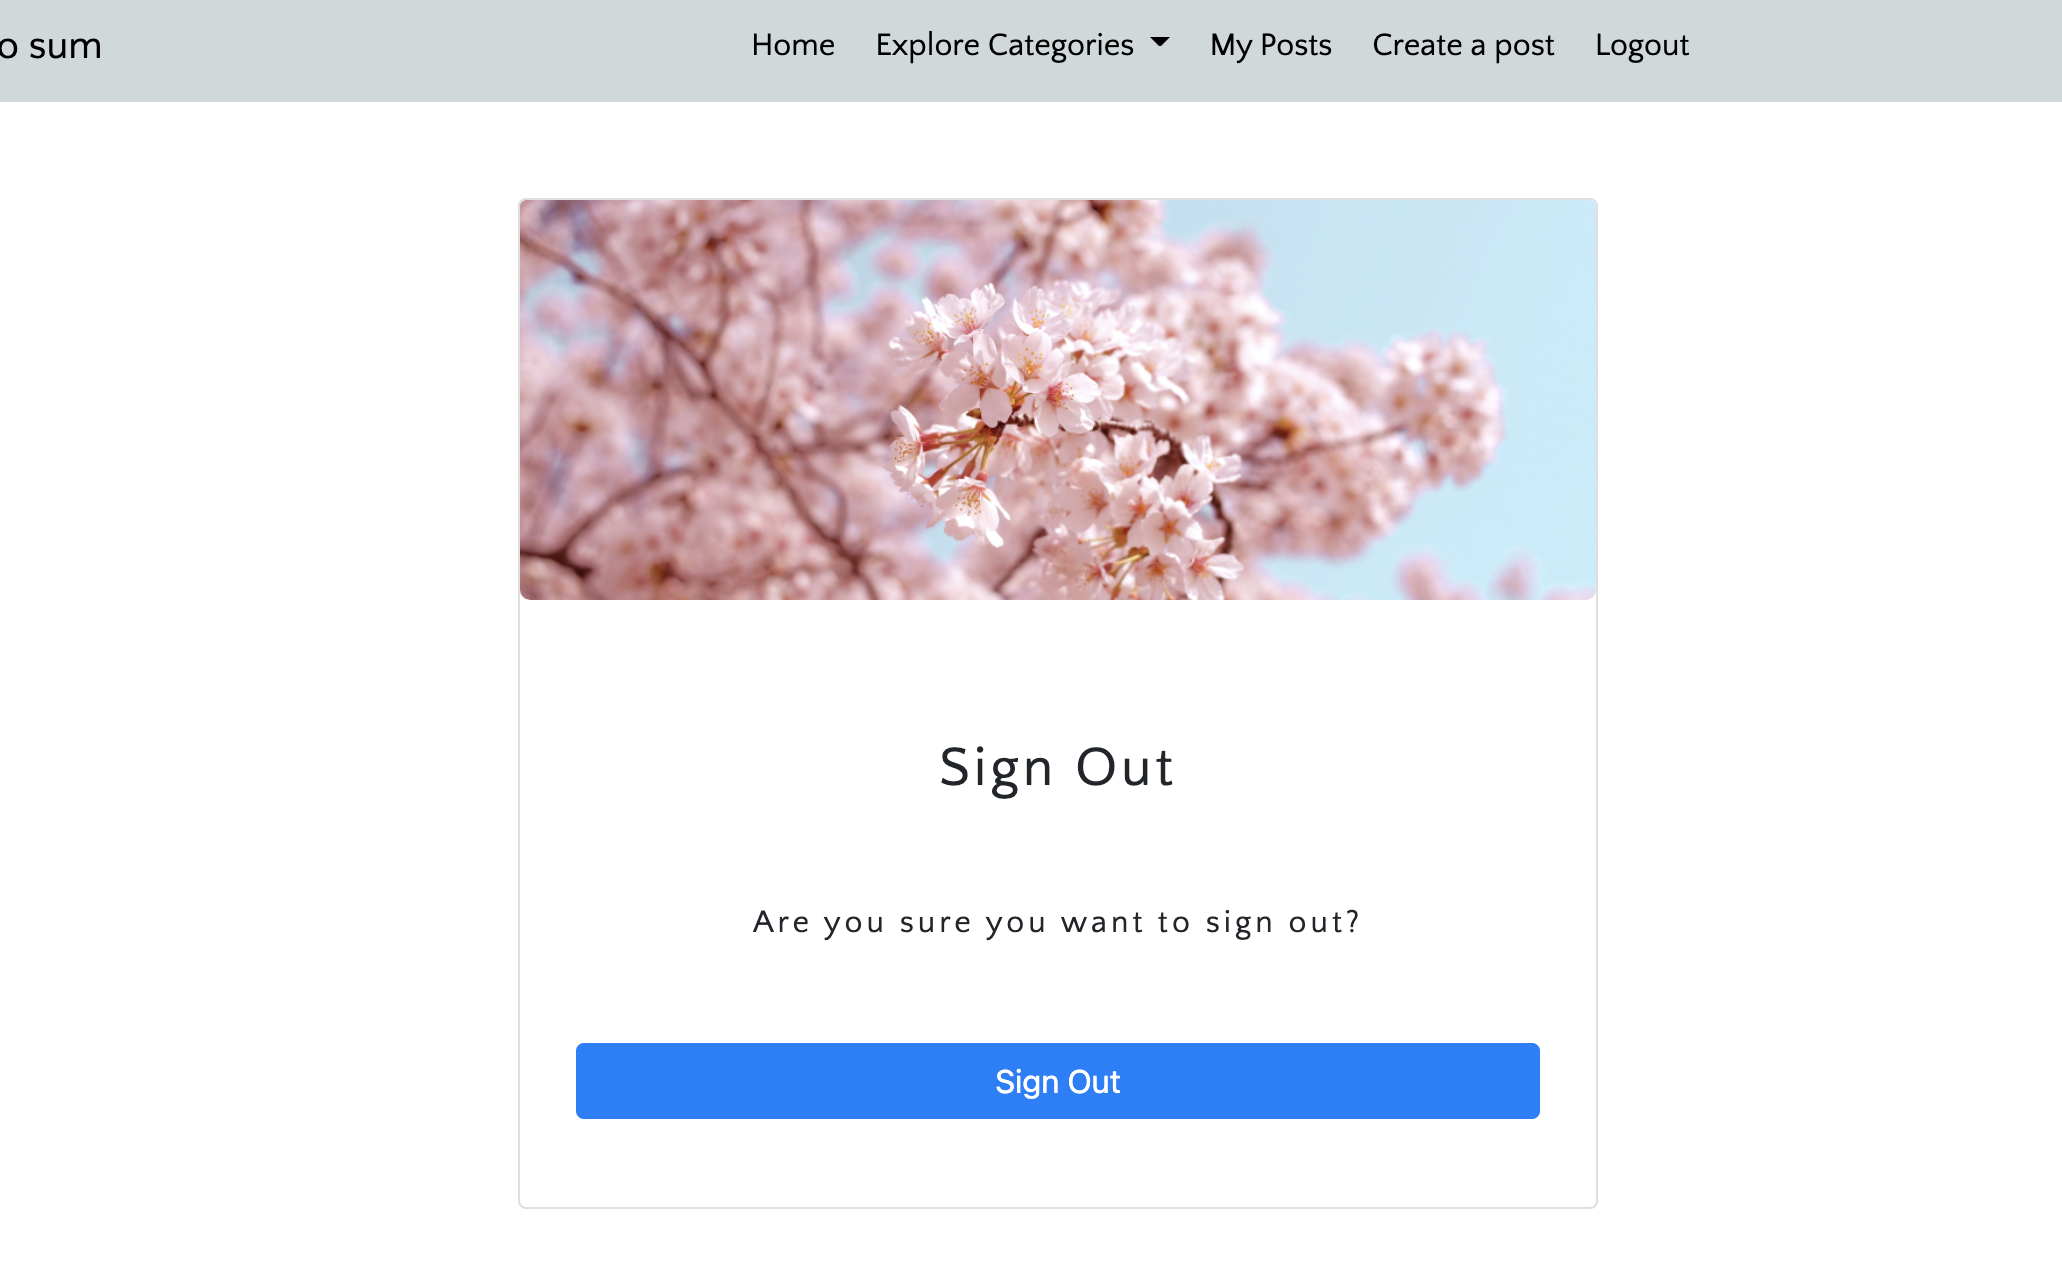 sum
Home Explore Categories My Posts Create a post Logout
Sign Out
Are you sure you want to sign out?
Sign Out